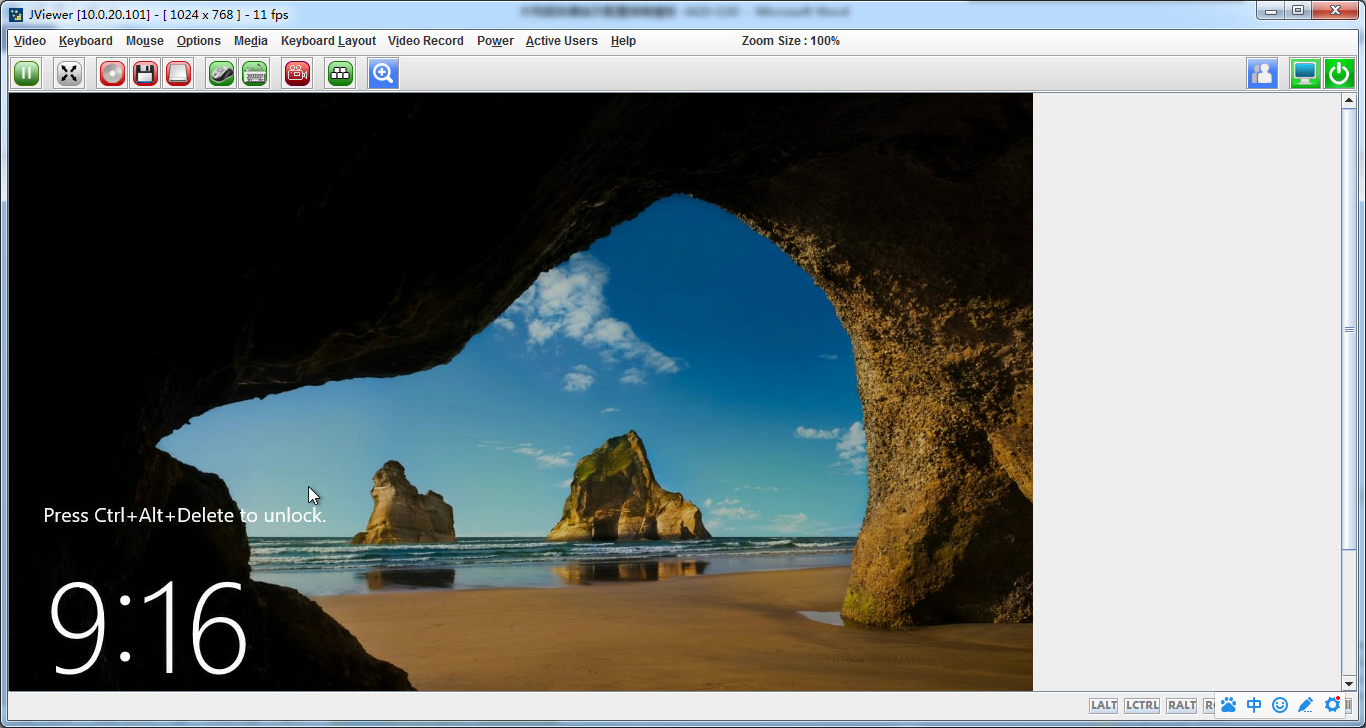 JViewer [10.0.20.101] - [ 1024 x 768 ] - 11 fps
Video Keyboard Mouse Options Media Keyboard Layout Video Record Power Active Users Help Zoom Size : 100%
Press Ctrl+Alt+Delete to unlock.
9:16
LALT LCTRL RALT 中